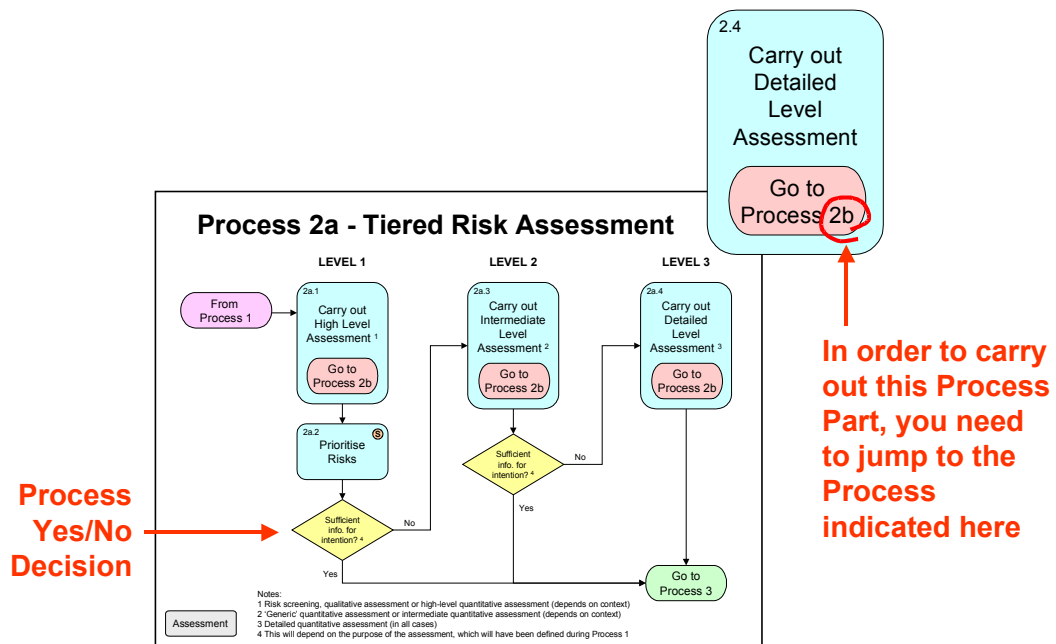 2.4
Carry out
Detailed
Level
Assessment
Go to
Process 2b
Process 2a - Tiered Risk Assessment
LEVEL 1
LEVEL 2
LEVEL 3
From
Process 1
2a.1
Carry out
High Level
Assessment 1
Go to
Process 2b
2a.3
Carry out
Intermediate
Level
Assessment 2
Go to
Process 2b
2a.4
Carry out
Detailed
Level
Assessment 3
Go to
Process 2b
2a.2
S
Prioritise
Risks
Sufficient
info. for
intention? 4
No
Yes
Sufficient
info. for
intention? 4
No
Yes
Go to
Process 3
Process
Yes/No
Decision
In order to carry
out this Process
Part, you need
to jump to the
Process
indicated here
Assessment
Notes:
1 Risk screening, qualitative assessment or high-level quantitative assessment (depends on context)
2 'Generic' quantitative assessment or intermediate quantitative assessment (depends on context)
3 Detailed quantitative assessment (in all cases)
4 This will depend on the purpose of the assessment, which will have been defined during Process 1